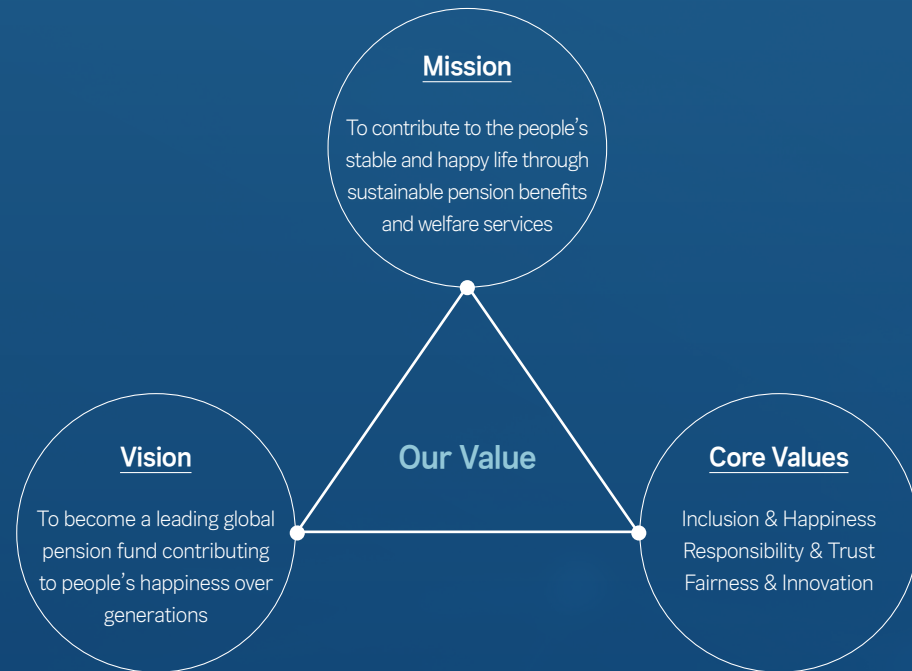 Mission
To contribute to the people's
stable and happy life through
sustainable pension benefits
and welfare services
Our Value
Vision
To become a leading global
pension fund contributing
to people's happiness over
generations
Core Values
Inclusion & Happiness
Responsibility & Trust
Fairness & Innovation